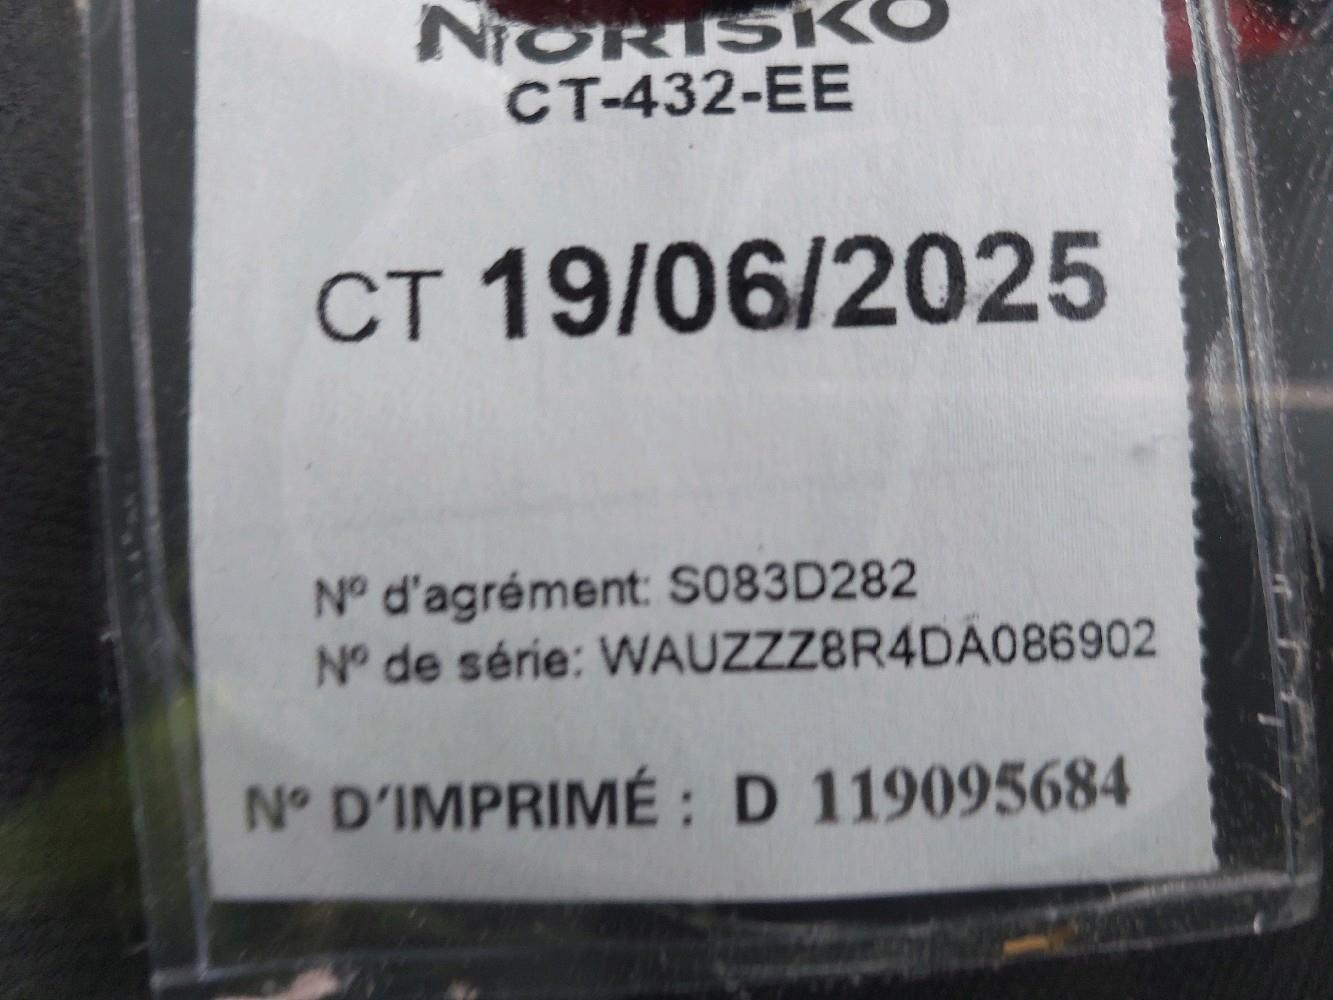 NORISKO
CT-432-EE
CT 19/06/2025
N° d'agrément: S083D282
N° de série: WAUZZZ8R4DA086902
N° D'IMPRIMÉ : D 119095684